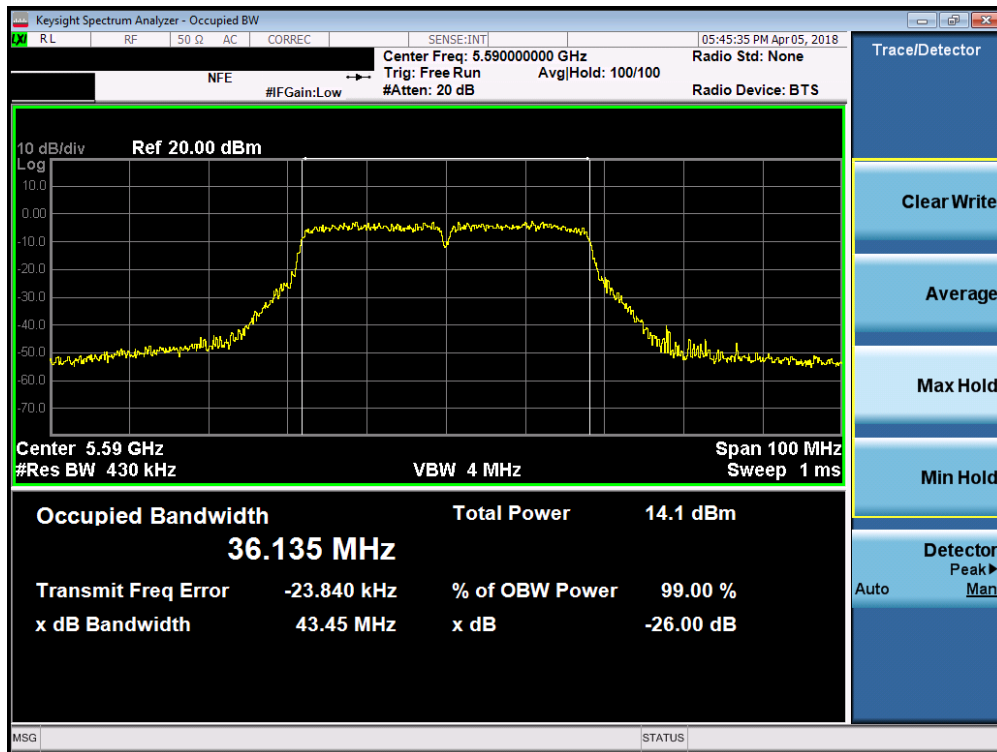 Keysight Spectrum Analyzer - Occupied BW
LXI RL RF 50 Ω AC CORREC SENSE:INT 05:45:35 PM Apr 05, 2018
Center Freq: 5.590000000 GHz Radio Std: None
NFE Trig: Free Run Avg|Hold: 100/100
#IFGain:Low #Atten: 20 dB Radio Device: BTS
Trace/Detector
10 dB/div Ref 20.00 dBm
Log
10.0
0.00
-10.0
-20.0
-30.0
-40.0
-50.0
-60.0
-70.0
Center 5.59 GHz Span 100 MHz
#Res BW 430 kHz VBW 4 MHz Sweep 1 ms
Occupied Bandwidth Total Power 14.1 dBm
36.135 MHz
Transmit Freq Error -23.840 kHz % of OBW Power 99.00 %
x dB Bandwidth 43.45 MHz x dB -26.00 dB
Clear Write
Average
Max Hold
Min Hold
Detector
Peak▶
Auto Man
MSG STATUS